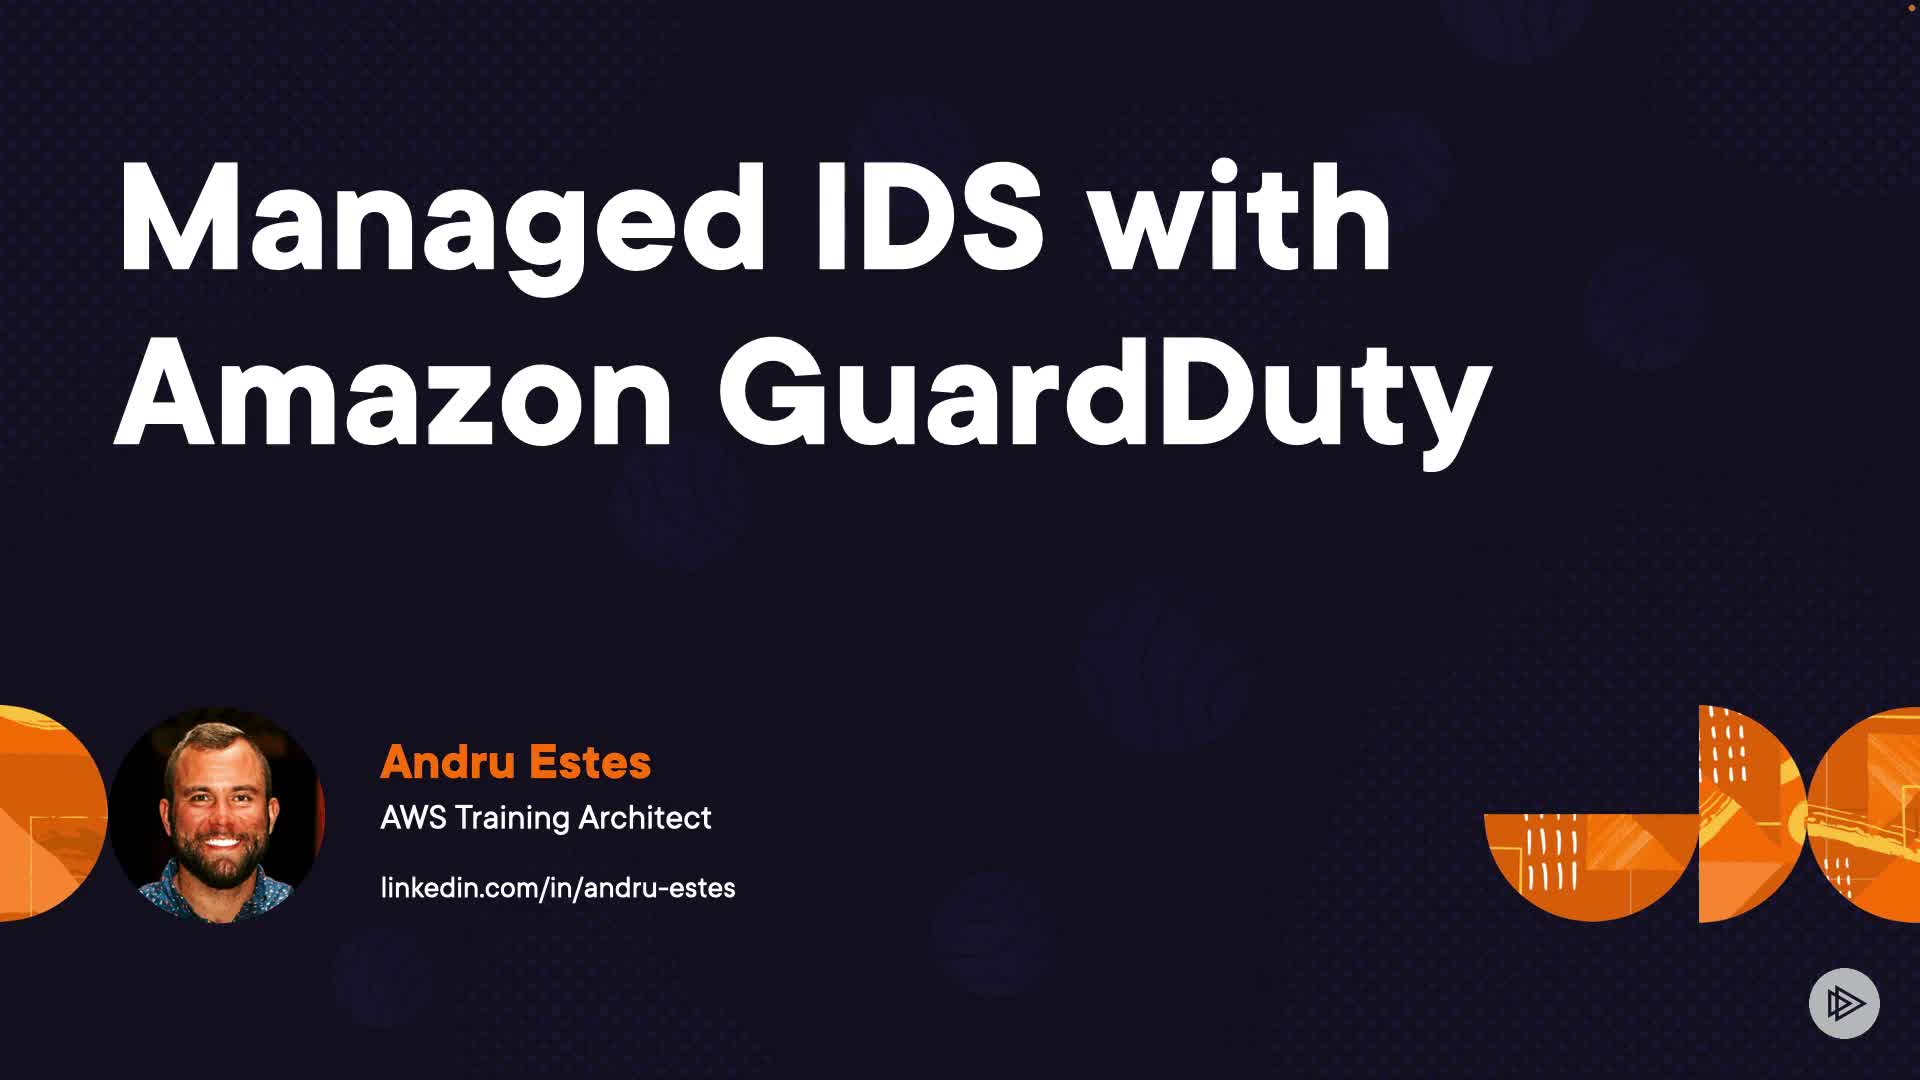 Managed IDS with
Amazon GuardDuty
Andru Estes
AWS Training Architect
linkedin.com/in/andru-estes